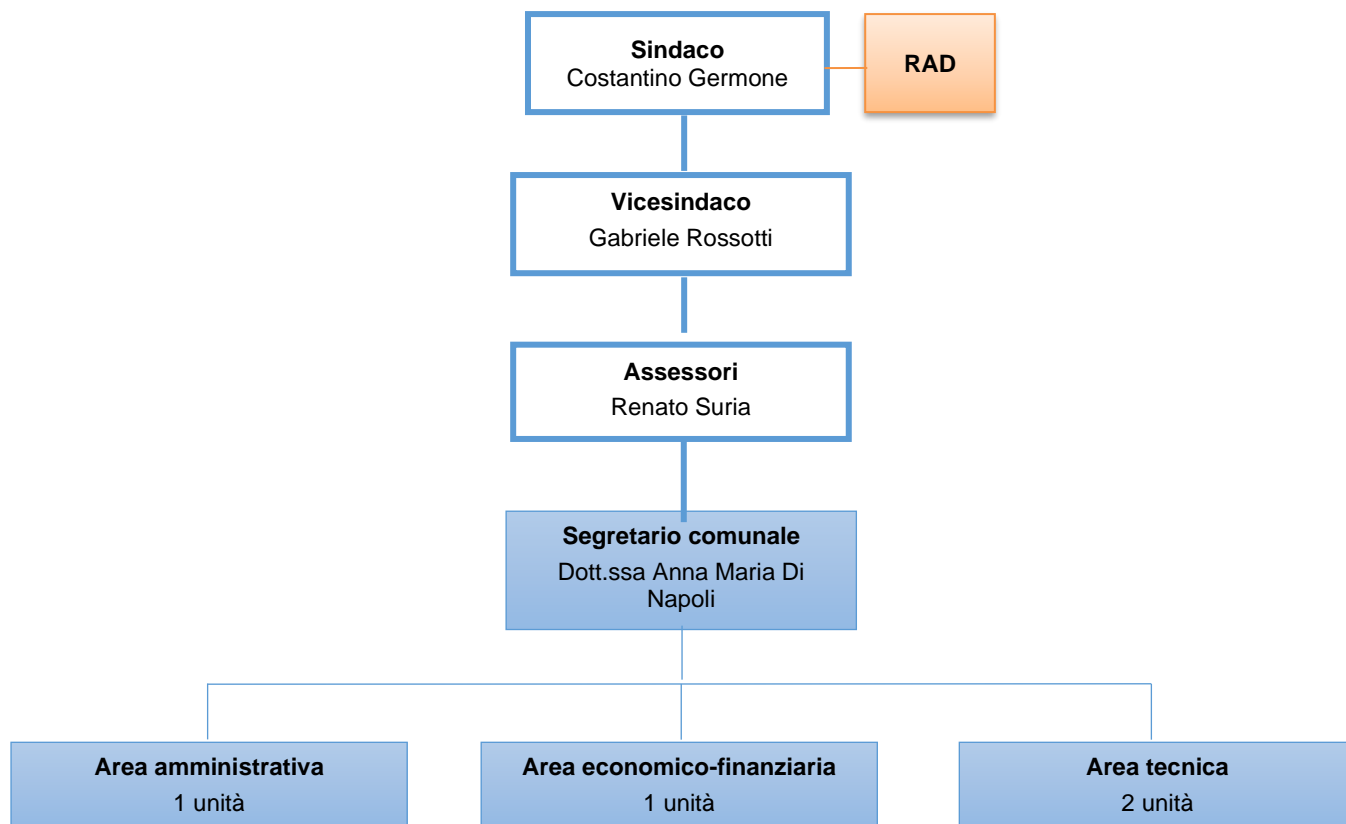 Sindaco
Costantino Germone
RAD
Vicesindaco
Gabriele Rossotti
Assessori
Renato Suria
Segretario comunale
Dott.ssa Anna Maria Di
Napoli
Area amministrativa
1 unità
Area economico-finanziaria
1 unità
Area tecnica
2 unità